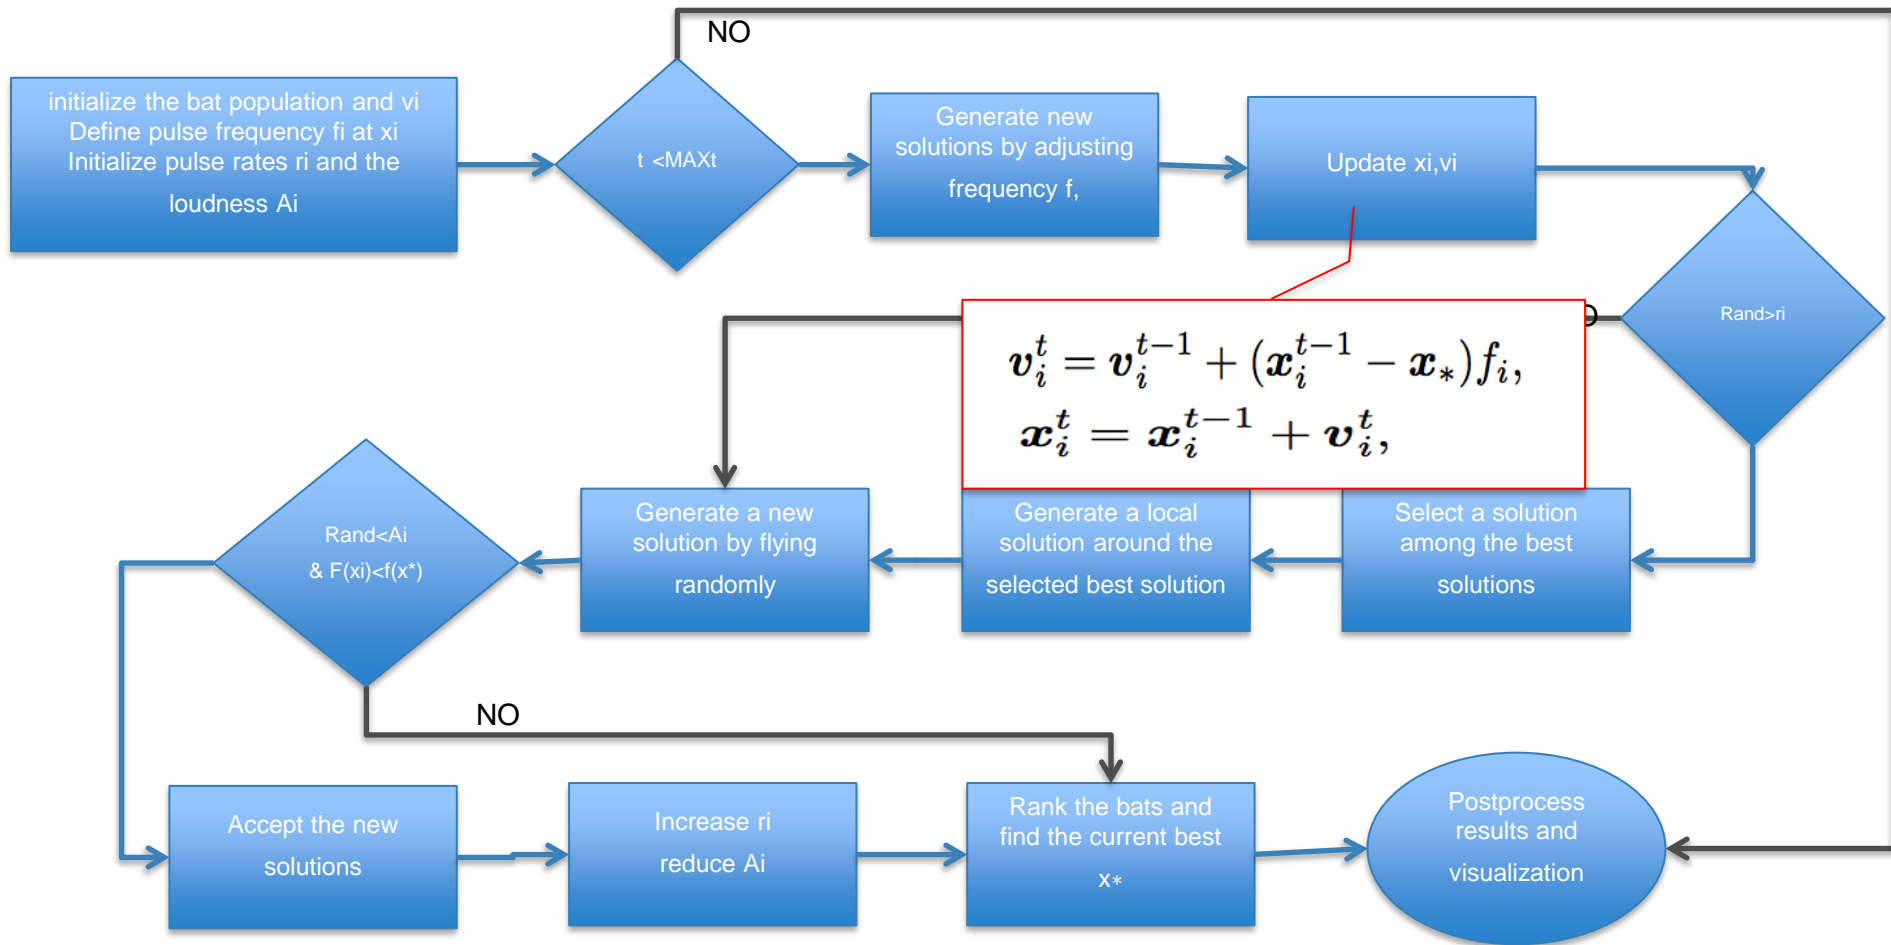 NO
initialize the bat population and vi
Define pulse frequency fi at xi
Initialize pulse rates ri and the
loudness Ai
t <MAXt
Generate new
solutions by adjusting
frequency f,
Update xi,vi
Rand>ri
v_i^t = v_i^{t-1} + (x_i^{t-1} - x_*)f_i,
x_i^t = x_i^{t-1} + v_i^t,
Rand<Ai
& F(xi)<f(x*)
Generate a new
solution by flying
randomly
Generate a local
solution around the
selected best solution
Select a solution
among the best
solutions
NO
Accept the new
solutions
Increase ri
reduce Ai
Rank the bats and
find the current best
x*
Postprocess
results and
visualization